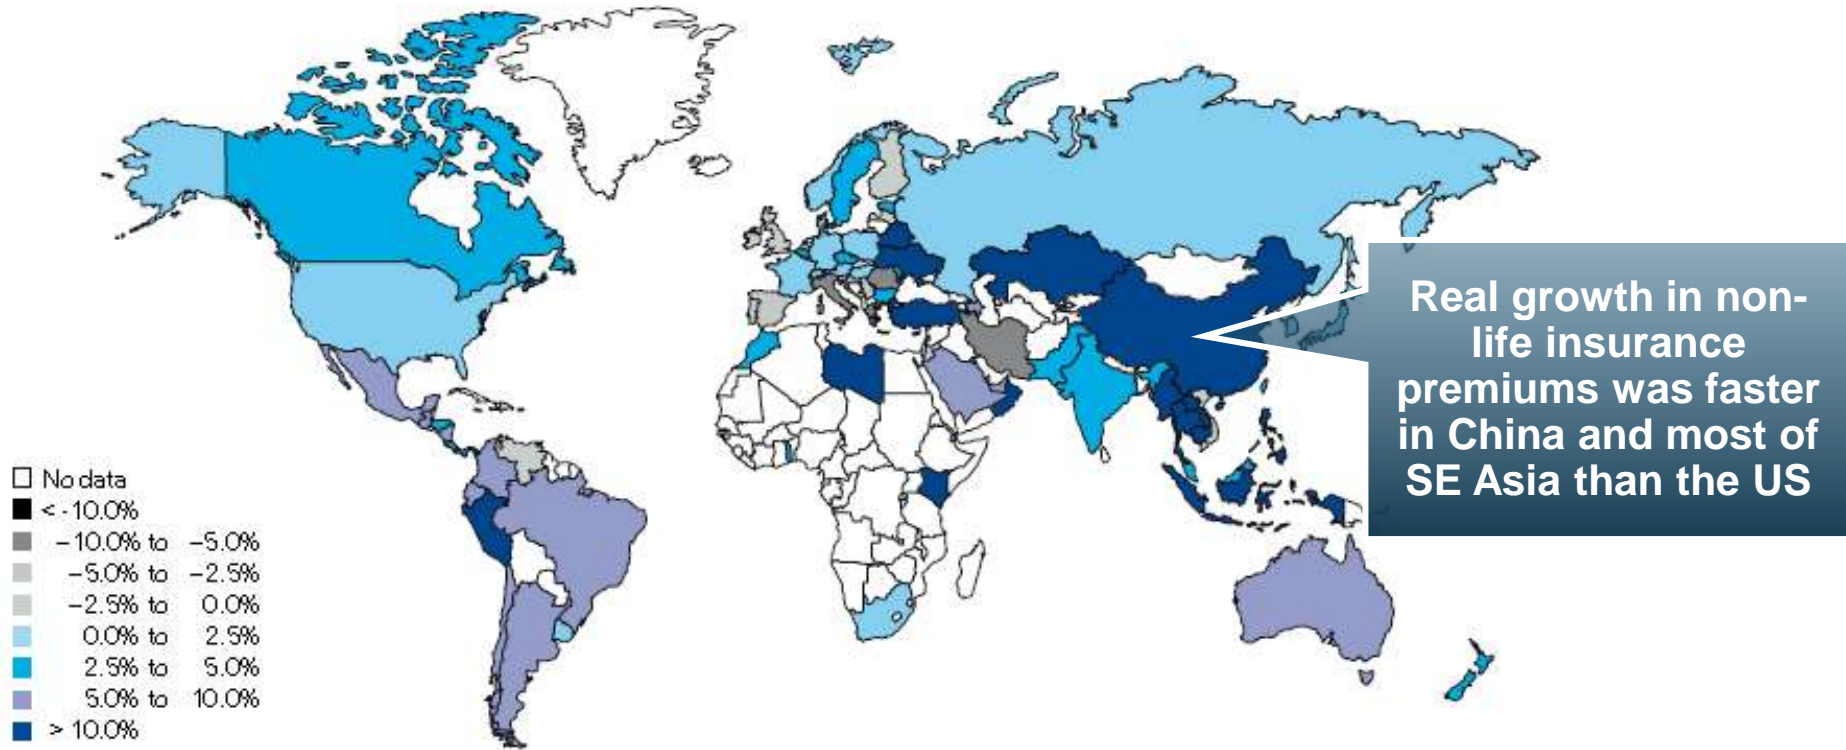 Real growth in non-
life insurance
premiums was faster
in China and most of
SE Asia than the US
No data
< -10.0%
-10.0% to -5.0%
-5.0% to -2.5%
-2.5% to 0.0%
0.0% to 2.5%
2.5% to 5.0%
5.0% to 10.0%
> 10.0%